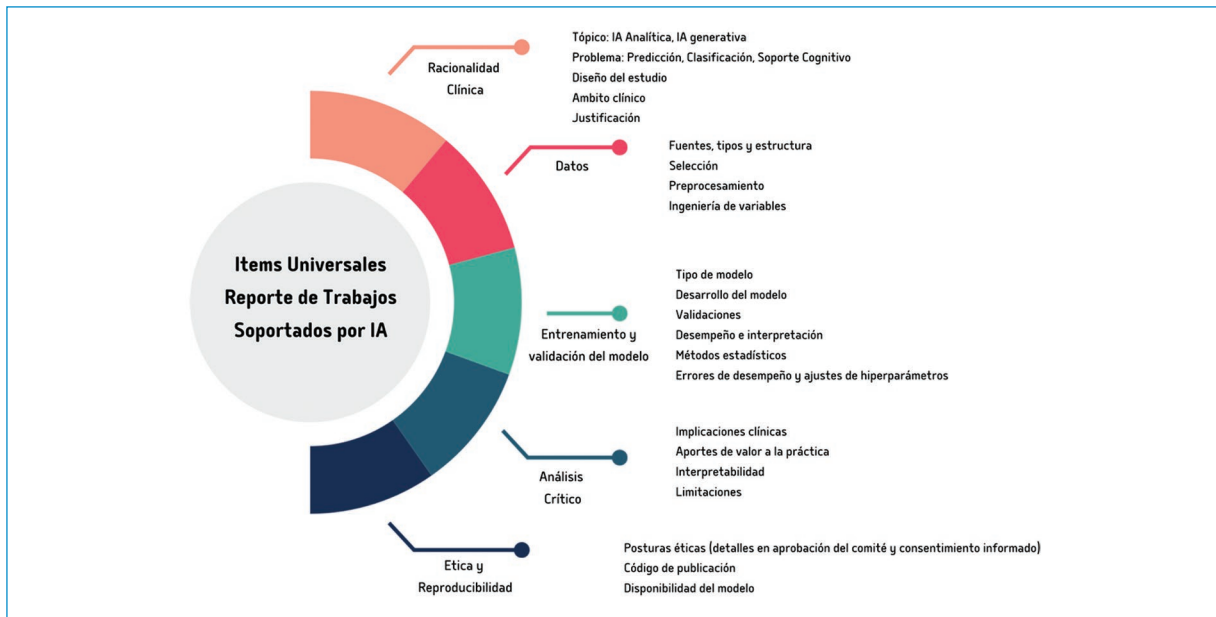 Items Universales
Reporte de Trabajos
Soportados por IA
Racionalidad
Clínica
Tópico: IA Analítica, IA generativa
Problema: Predicción, Clasificación, Soporte Cognitivo
Diseño del estudio
Ambito clínico
Justificación
Datos
Fuentes, tipos y estructura
Selección
Preprocesamiento
Ingeniería de variables
Entrenamiento y
validación del modelo
Tipo de modelo
Desarrollo del modelo
Validaciones
Desempeño e interpretación
Métodos estadísticos
Errores de desempeño y ajustes de hiperparámetros
Análisis
Crítico
Implicaciones clínicas
Aportes de valor a la práctica
Interpretabilidad
Limitaciones
Etica y
Reproducibilidad
Posturas éticas (detalles en aprobación del comité y consentimiento informado)
Código de publicación
Disponibilidad del modelo